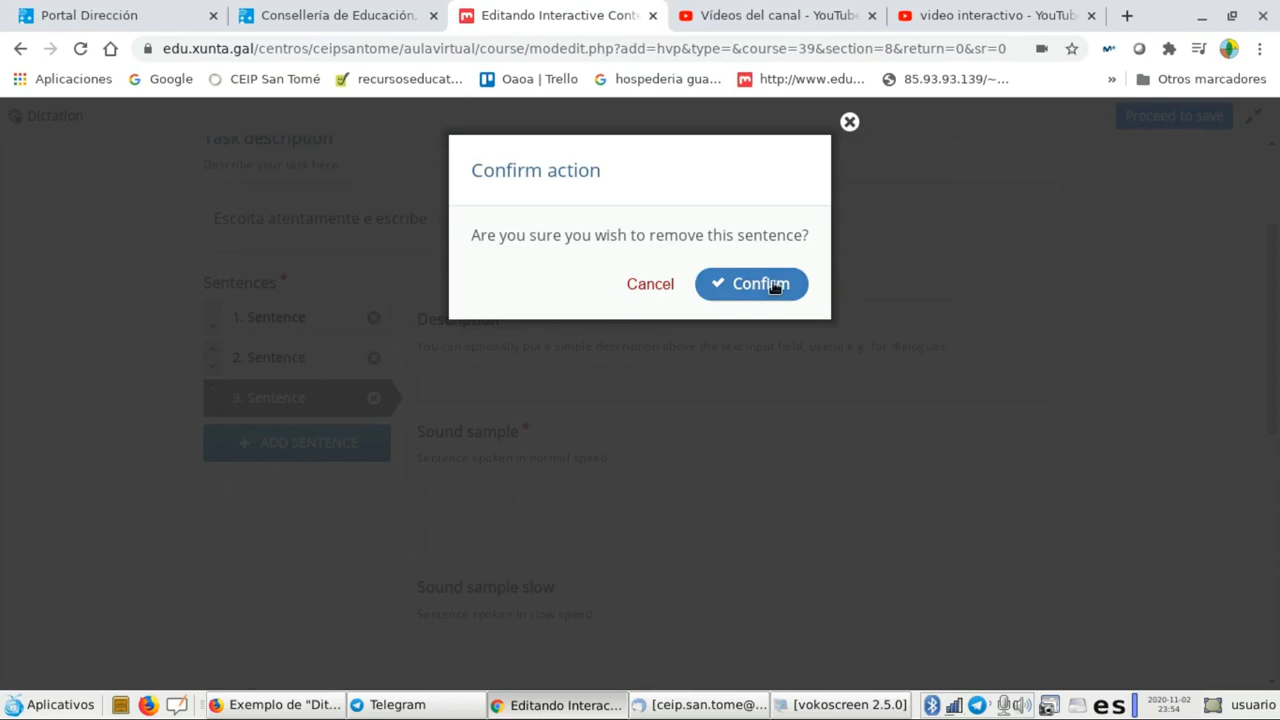 Portal Dirección
Consellería de Educación,
Editando Interactive Conte
Vídeos del canal - YouTube
video interactivo - YouTube
edu.xunta.gal/centros/ceipsantome/aulavirtual/course/modedit.php?add=hvp&type=&course=39&section=8&return=0&sr=0
Aplicaciones
Google
CEIP San Tomé
recursoseducat...
Oaoa | Trello
hospederia gua...
http://www.edu...
85.93.93.139/~...
»
Otros marcadores
Dictation
Proceed to save
Task description
Describe your task here
Escoita atentamente e escribe
Confirm action
Are you sure you wish to remove this sentence?
Cancel
Confirm
Sentences *
1. Sentence
2. Sentence
3. Sentence
+ ADD SENTENCE
Description
You can optionally put a simple description above the text input field, useful e.g. for dialogues.
Sound sample *
Sentence spoken in normal speed
Sound sample slow
Sentence spoken in slow speed
Aplicativos
Exemplo de "Dit...
Telegram
Editando Interac...
[ceip.san.tome@...
[vokoscreen 2.5.0]
es
2020-11-02
23:54
usuario